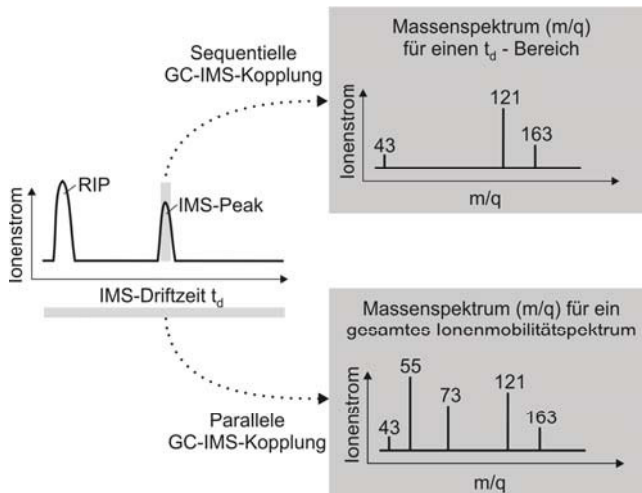 Sequentielle
GC-IMS-Kopplung
Massenspektrum (m/q)
für einen t_d - Bereich
Ionenstrom
43
121
163
m/q
Ionenstrom
RIP
IMS-Peak
IMS-Driftzeit t_d
Parallele
GC-IMS-Kopplung
Massenspektrum (m/q) für ein
gesamtes Ionenmobilitätspektrum
Ionenstrom
43
55
73
121
163
m/q